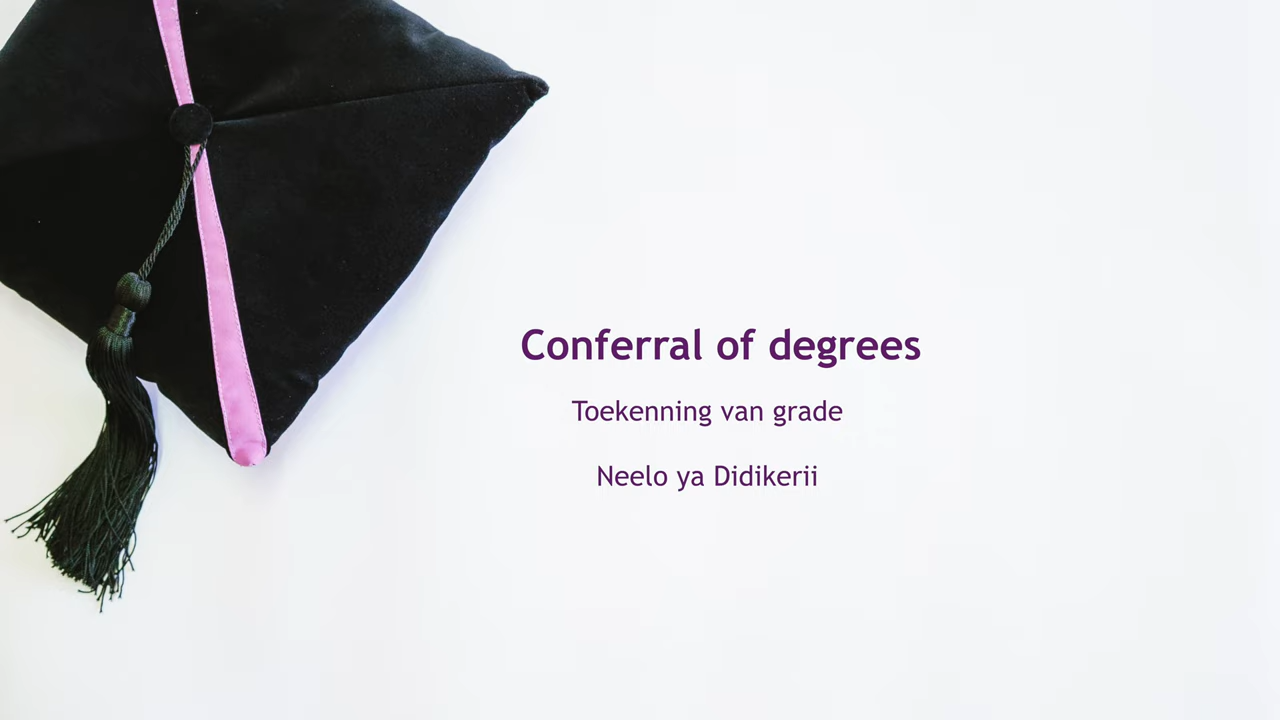 Conferral of degrees
Toekenning van grade
Neelo ya Didikerii